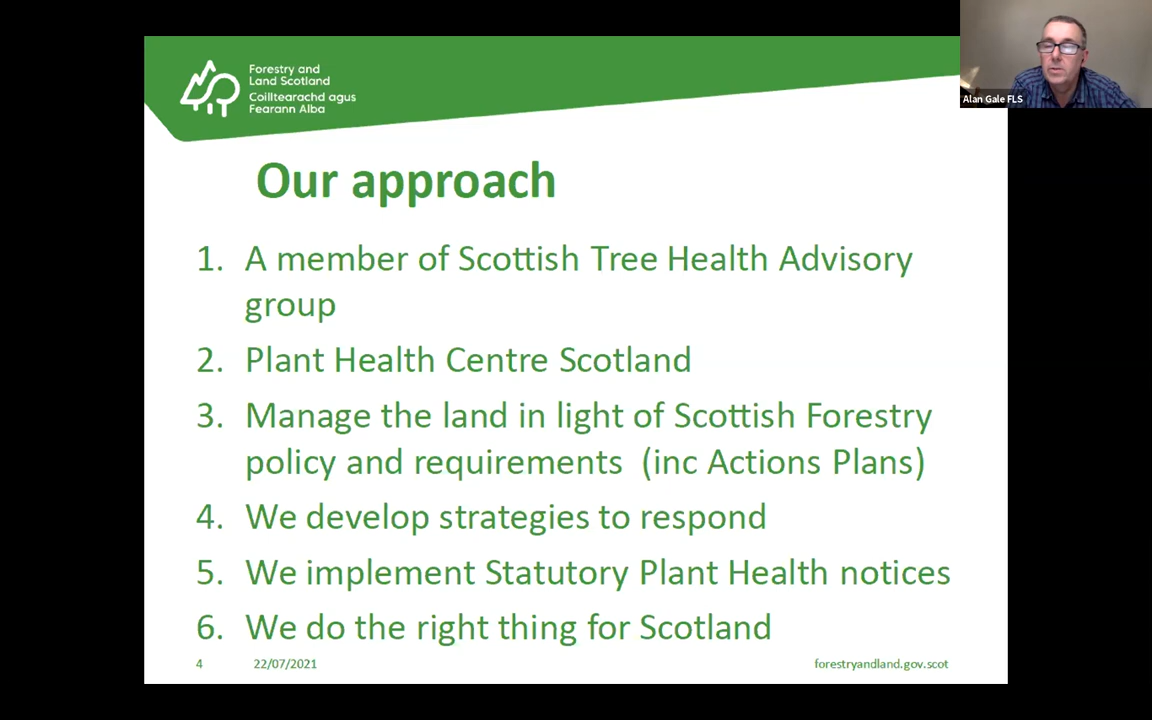 Forestry and
Land Scotland
Coilltearachd agus
Fearann Alba
Alan Gale FLS
Our approach
1. A member of Scottish Tree Health Advisory
group
2. Plant Health Centre Scotland
3. Manage the land in light of Scottish Forestry
policy and requirements (inc Actions Plans)
4. We develop strategies to respond
5. We implement Statutory Plant Health notices
6. We do the right thing for Scotland
4 22/07/2021 forestryandland.gov.scot